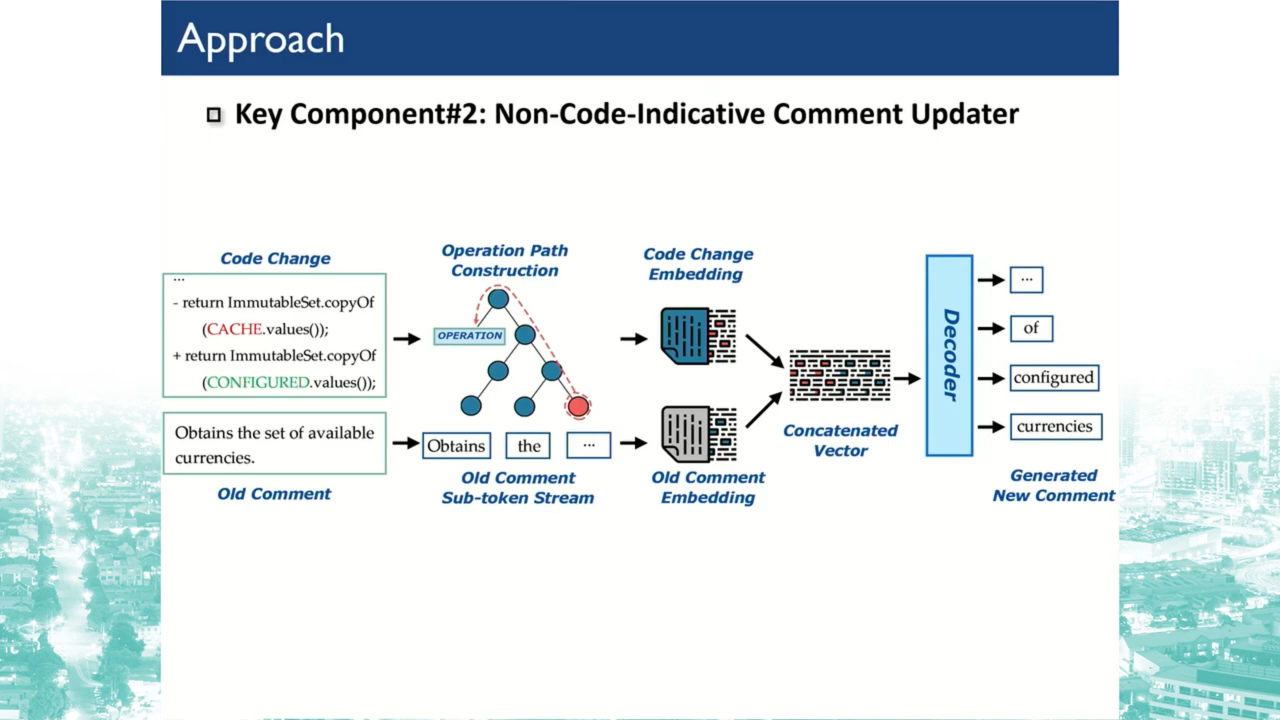 Approach
Key Component#2: Non-Code-Indicative Comment Updater
Code Change
...
- return ImmutableSet.copyOf
(CACHE.values());
+ return ImmutableSet.copyOf
(CONFIGURED.values());
Obtains the set of available
currencies.
Old Comment
Operation Path
Construction
OPERATION
Obtains
the
...
Old Comment
Sub-token Stream
Code Change
Embedding
Old Comment
Embedding
Concatenated
Vector
Decoder
...
of
configured
currencies
Generated
New Comment